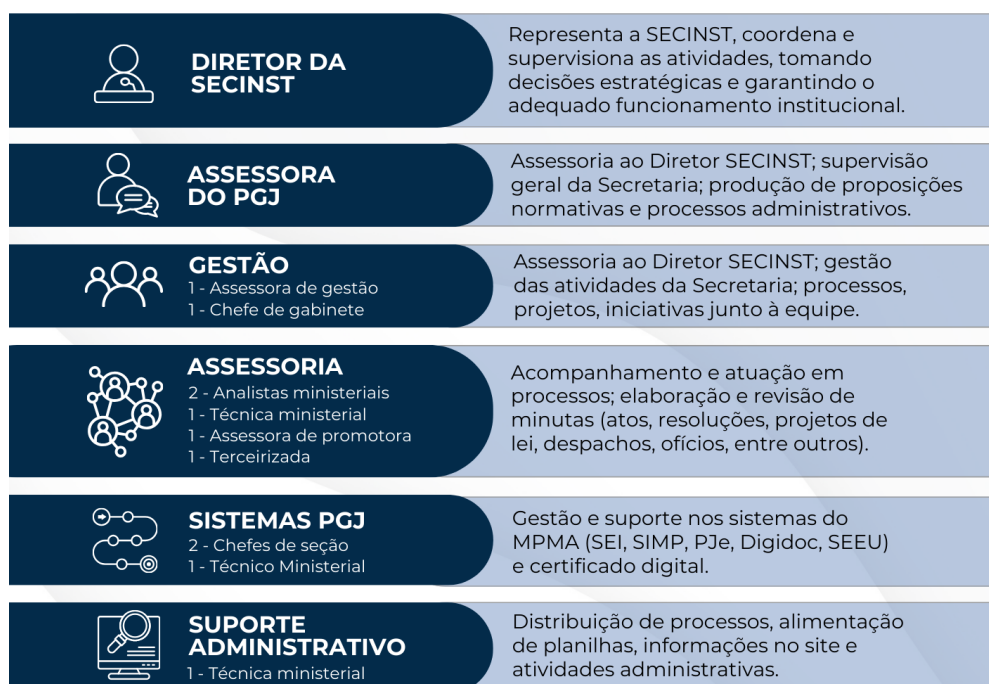 DIRETOR DA
SECINST
Representa a SECINST, coordena e
supervisiona as atividades, tomando
decisões estratégicas e garantindo o
adequado funcionamento institucional.
ASSESSORA
DO PGJ
Assessoria ao Diretor SECINST; supervisão
geral da Secretaria; produção de proposições
normativas e processos administrativos.
GESTÃO
1 - Assessora de gestão
1 - Chefe de gabinete
Assessoria ao Diretor SECINST; gestão
das atividades da Secretaria; processos,
projetos, iniciativas junto à equipe.
ASSESSORIA
2 - Analistas ministeriais
1 - Técnica ministerial
1 - Assessora de promotora
1 - Terceirizada
Acompanhamento e atuação em
processos; elaboração e revisão de
minutas (atos, resoluções, projetos de
lei, despachos, ofícios, entre outros).
SISTEMAS PGJ
2 - Chefes de seção
1 - Técnico Ministerial
Gestão e suporte nos sistemas do
MPMA (SEI, SIMP, PJe, Digidoc, SEEU)
e certificado digital.
SUPORTE
ADMINISTRATIVO
1 - Técnica ministerial
Distribuição de processos, alimentação
de planilhas, informações no site e
atividades administrativas.